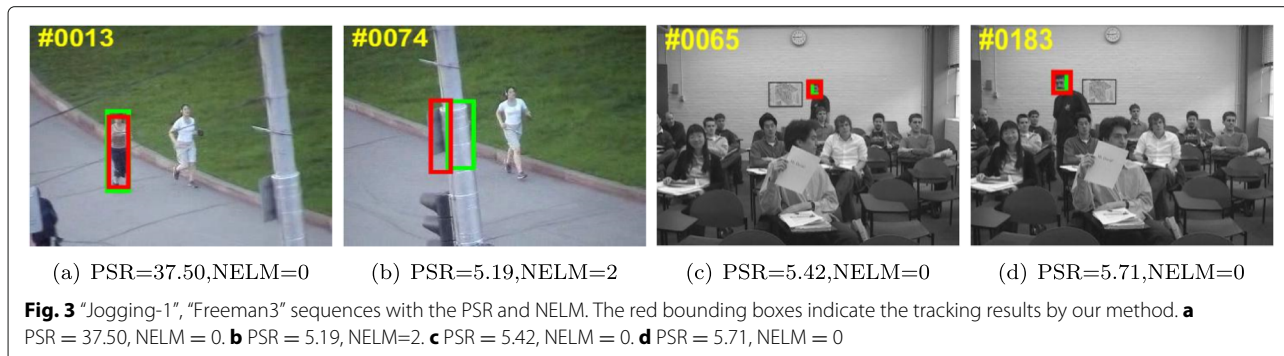 #0013 #0074 #0065 #0183
(a) PSR=37.50,NELM=0 (b) PSR=5.19,NELM=2 (c) PSR=5.42,NELM=0 (d) PSR=5.71,NELM=0
Fig. 3 “Jogging-1”, “Freeman3” sequences with the PSR and NELM. The red bounding boxes indicate the tracking results by our method. a
PSR = 37.50, NELM = 0. b PSR = 5.19, NELM=2. c PSR = 5.42, NELM = 0. d PSR = 5.71, NELM = 0